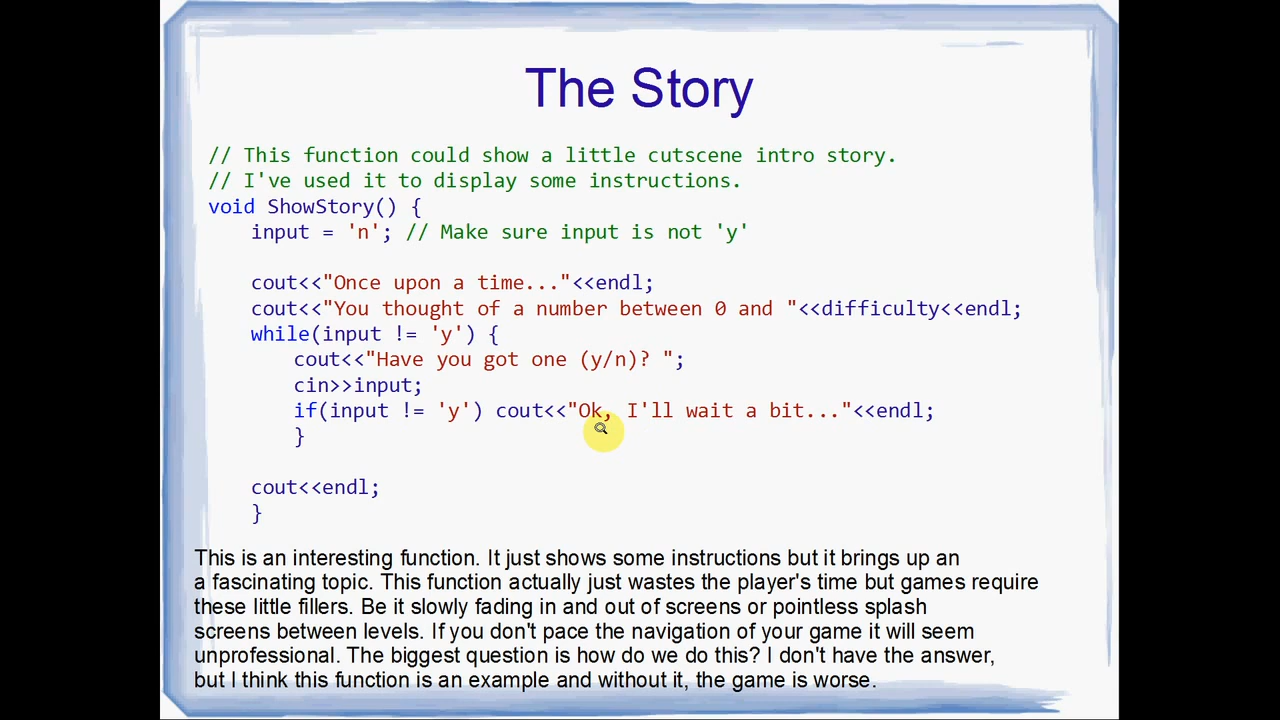 The Story
// This function could show a little cutscene intro story.
// I've used it to display some instructions.
void ShowStory() {
input = 'n'; // Make sure input is not 'y'
cout<<"Once upon a time..."<<endl;
cout<<"You thought of a number between 0 and "<<difficulty<<endl;
while(input != 'y') {
cout<<"Have you got one (y/n)? ";
cin>>input;
if(input != 'y') cout<<"Ok, I'll wait a bit..."<<endl;
}
cout<<endl;
}
This is an interesting function. It just shows some instructions but it brings up an
a fascinating topic. This function actually just wastes the player's time but games require
these little fillers. Be it slowly fading in and out of screens or pointless splash
screens between levels. If you don't pace the navigation of your game it will seem
unprofessional. The biggest question is how do we do this? I don't have the answer,
but I think this function is an example and without it, the game is worse.